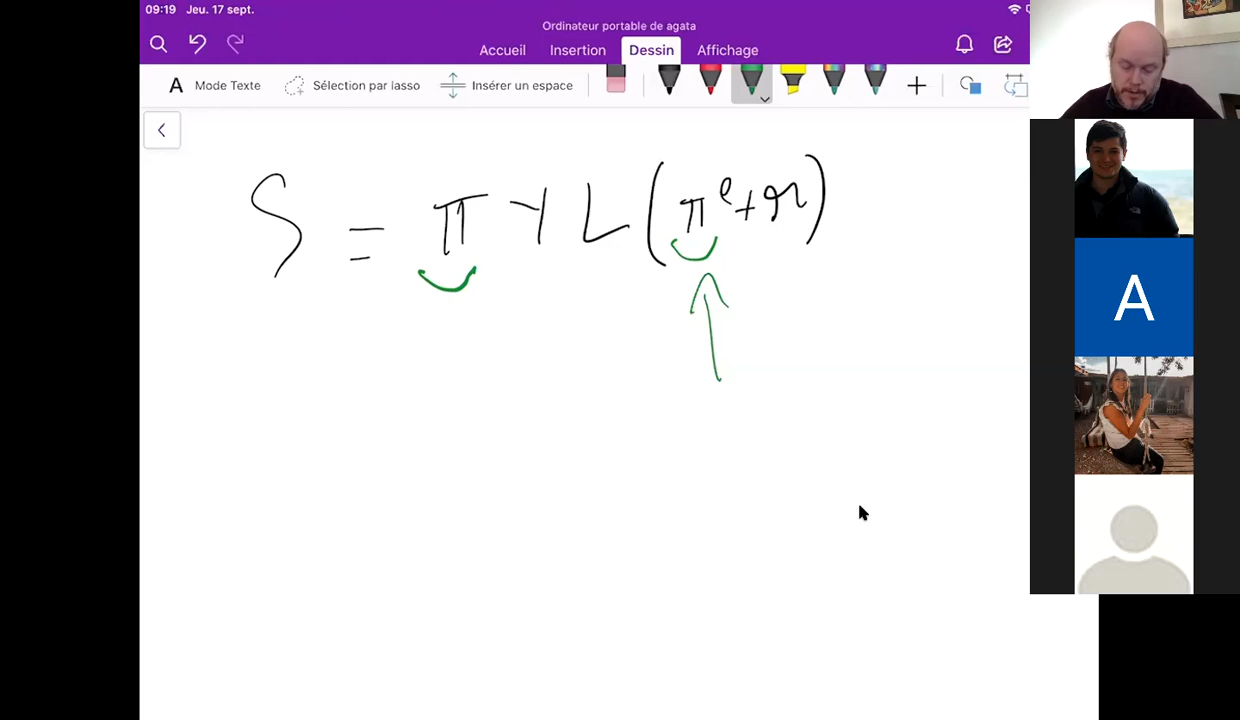 09:19 Jeu. 17 sept.
Ordinateur portable de agata
Accueil Insertion Dessin Affichage
A Mode Texte Sélection par lasso Insérer un espace
S = π Y L (π^e + r)
A